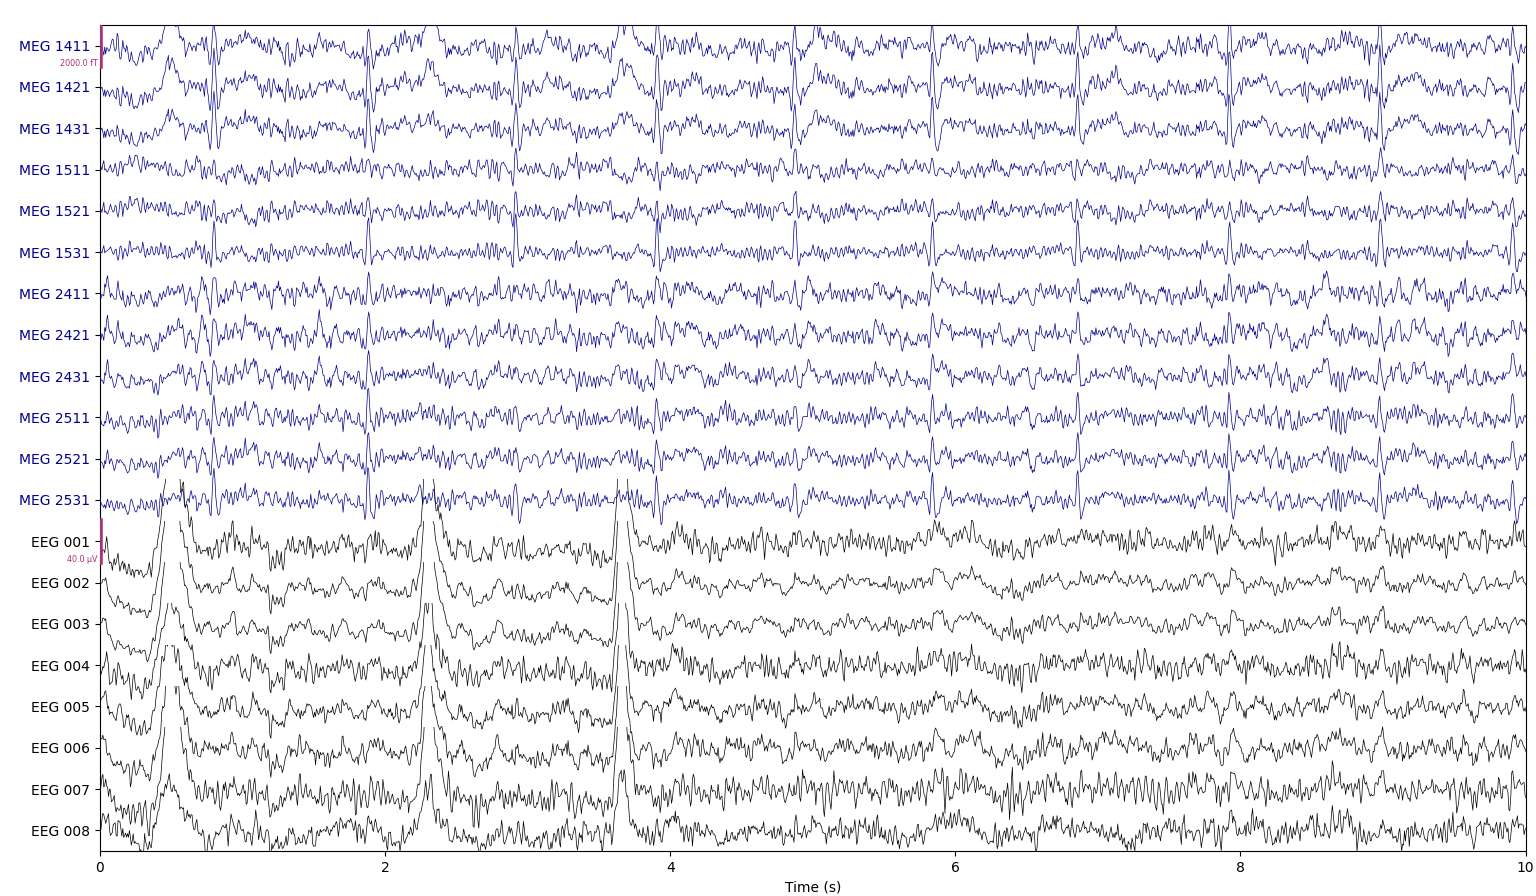 MEG 1411
2000.0 fT
MEG 1421
MEG 1431
MEG 1511
MEG 1521
MEG 1531
MEG 2411
MEG 2421
MEG 2431
MEG 2511
MEG 2521
MEG 2531
EEG 001
40.0 µV
EEG 002
EEG 003
EEG 004
EEG 005
EEG 006
EEG 007
EEG 008
0 2 4 6 8 10
Time (s)